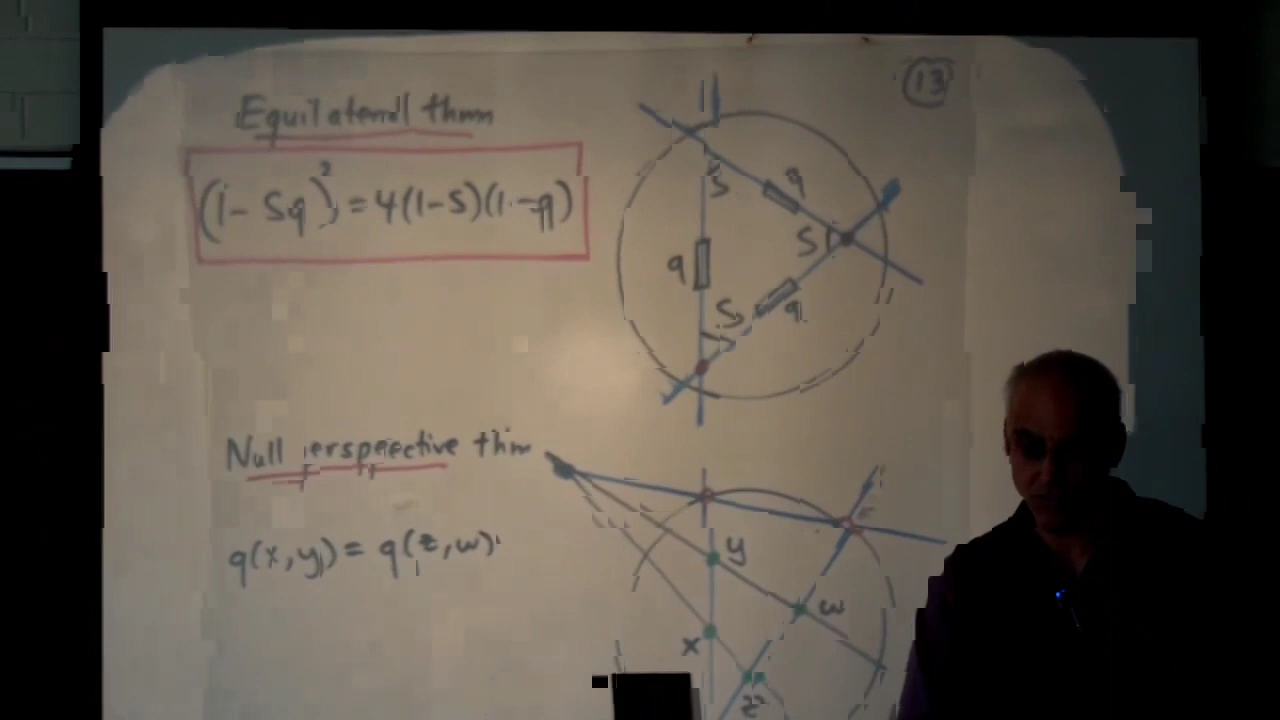 13
Equilateral thm
(1 - Sq)² = 4(1-S)(1-q)
S
q
S
q
S
q
Null perspective thm
q(x,y) = q(z,w).
y
w
x
z